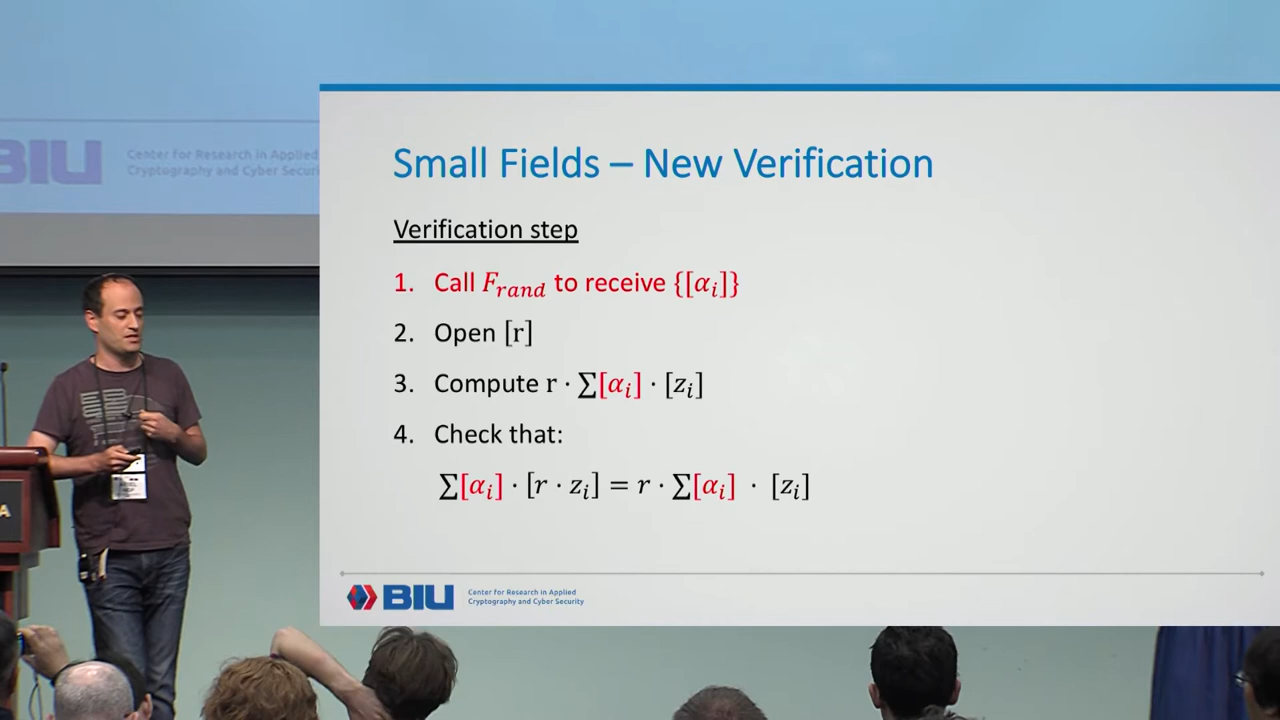 BIU
Center for Research in Applied
Cryptography and Cyber Securi
Small Fields – New Verification
Verification step
1. Call F_rand to receive {[α_i]}
2. Open [r]
3. Compute r · ∑[α_i] · [z_i]
4. Check that:
∑[α_i] · [r · z_i] = r · ∑[α_i] · [z_i]
A
BIU
Center for Research in Applied
Cryptography and Cyber Security